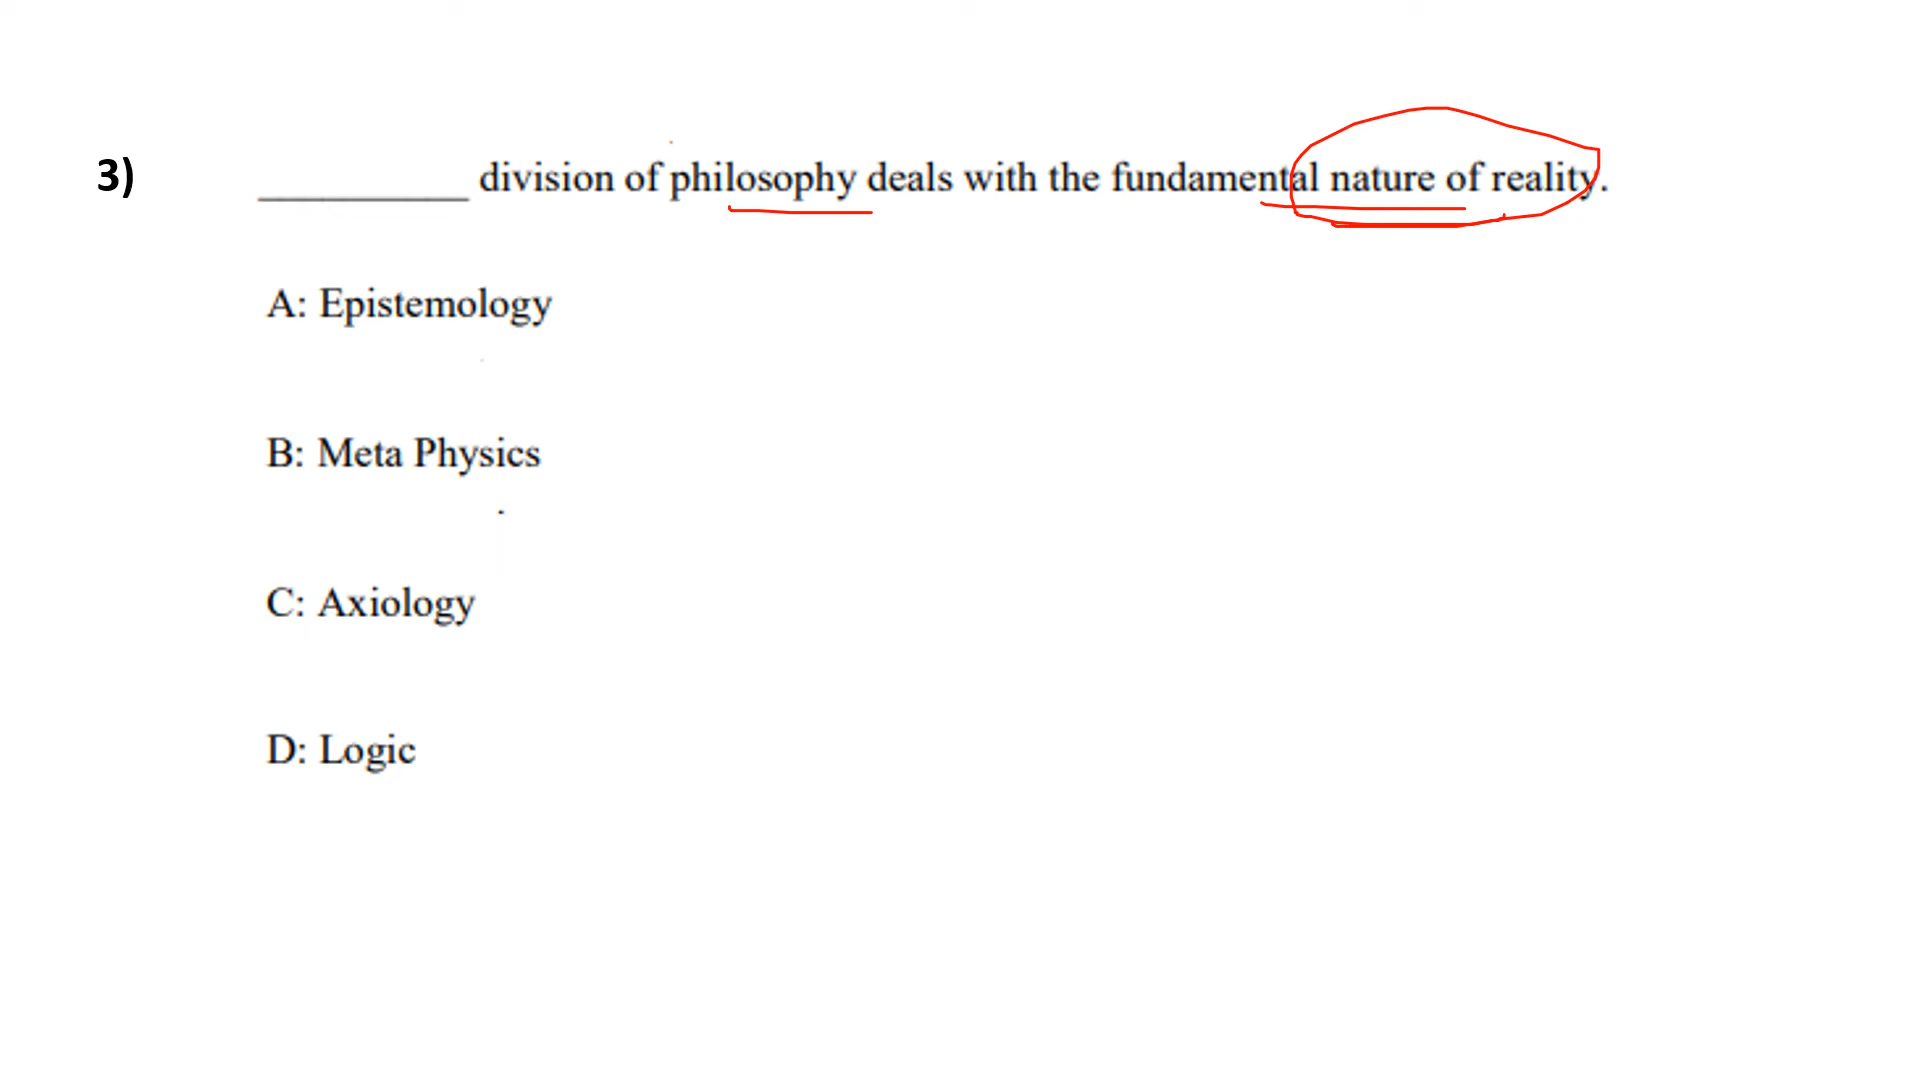 3) __________ division of philosophy deals with the fundamental nature of reality.
A: Epistemology
B: Meta Physics
C: Axiology
D: Logic